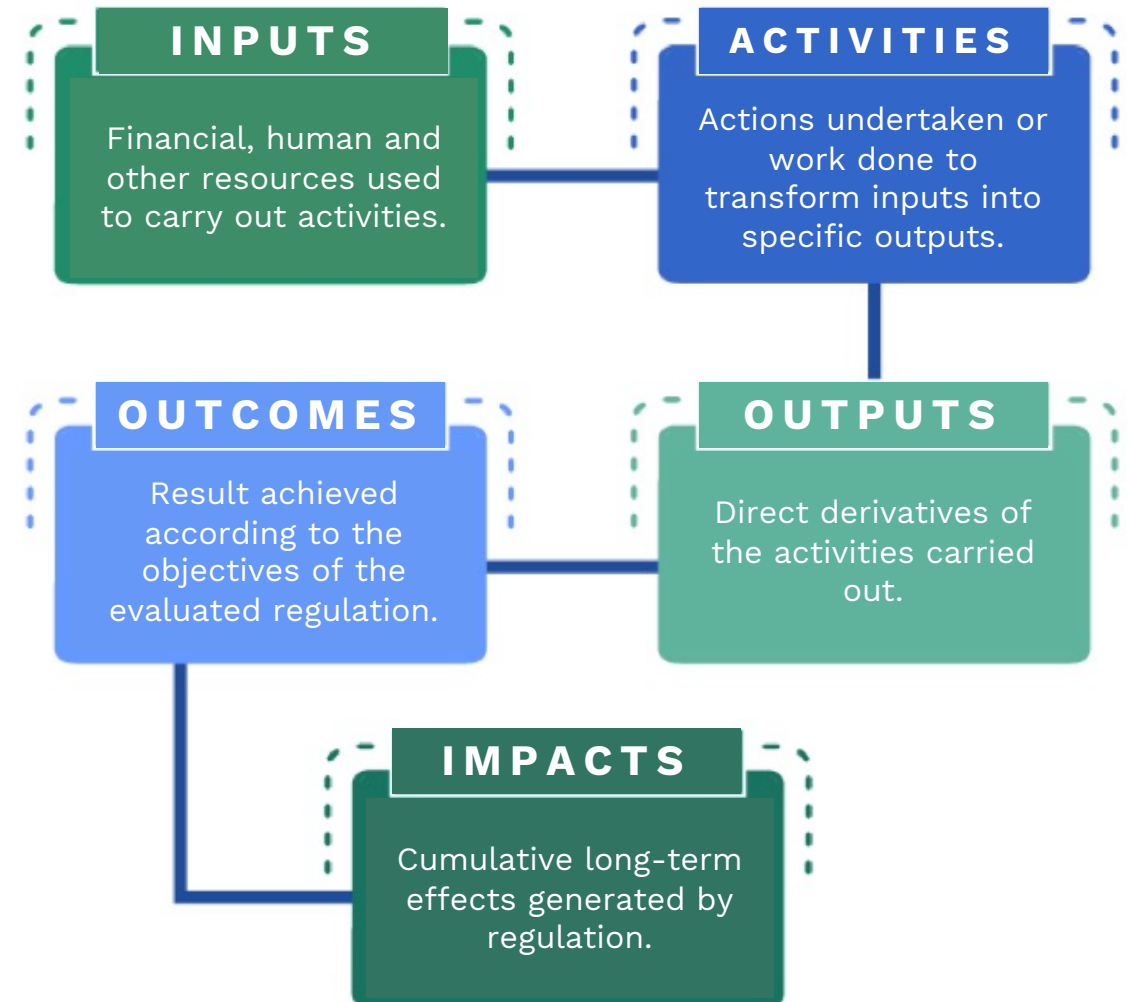 INPUTS
Financial, human and
other resources used
to carry out activities.
ACTIVITIES
Actions undertaken or
work done to
transform inputs into
specific outputs.
OUTPUTS
Direct derivatives of
the activities carried
out.
OUTCOMES
Result achieved
according to the
objectives of the
evaluated regulation.
IMPACTS
Cumulative long-term
effects generated by
regulation.